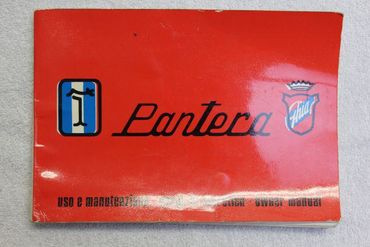 Pantera
Ghia
uso e manutenzione owner manual